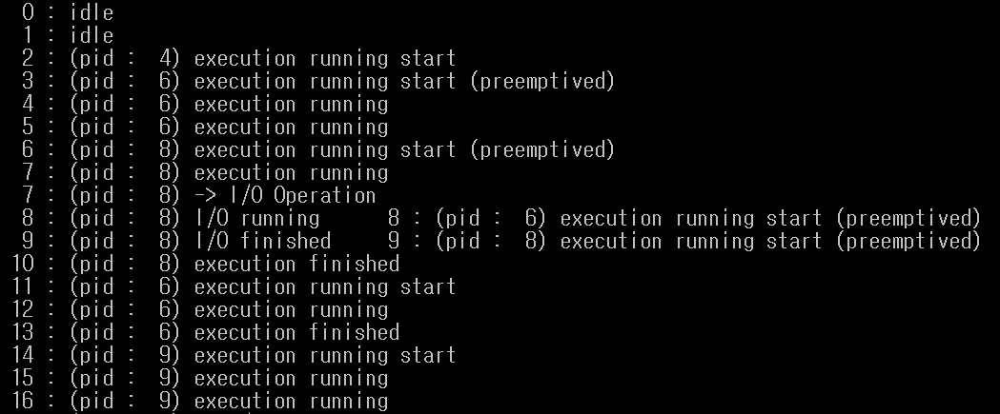 0 : idle
1 : idle
2 : (pid :  4) execution running start
3 : (pid :  6) execution running start (preemptived)
4 : (pid :  6) execution running
5 : (pid :  6) execution running
6 : (pid :  8) execution running start (preemptived)
7 : (pid :  8) execution running
7 : (pid :  8) -> I/O Operation
8 : (pid :  8) I/O running      8 : (pid :  6) execution running start (preemptived)
9 : (pid :  8) I/O finished     9 : (pid :  8) execution running start (preemptived)
10 : (pid :  8) execution finished
11 : (pid :  6) execution running start
12 : (pid :  6) execution running
13 : (pid :  6) execution finished
14 : (pid :  9) execution running start
15 : (pid :  9) execution running
16 : (pid :  9) execution running